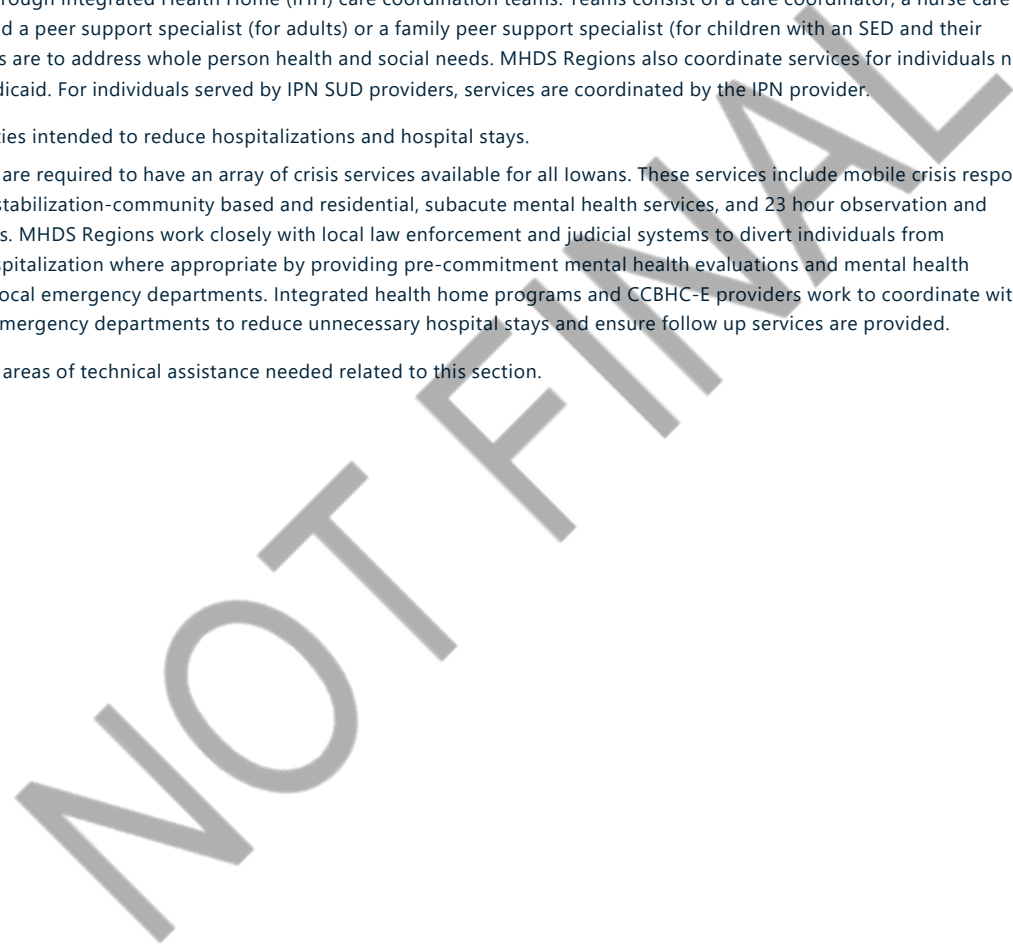 rough Integrated Health Home (IHH) care coordination teams. Teams consist of a care coordinator, a nurse care
d a peer support specialist (for adults) or a family peer support specialist (for children with an SED and their
s are to address whole person health and social needs. MHDS Regions also coordinate services for individuals n
dicaid. For individuals served by IPN SUD providers, services are coordinated by the IPN provider.
ties intended to reduce hospitalizations and hospital stays.
are required to have an array of crisis services available for all Iowans. These services include mobile crisis respo
stabilization-community based and residential, subacute mental health services, and 23 hour observation and
s. MHDS Regions work closely with local law enforcement and judicial systems to divert individuals from
spitalization where appropriate by providing pre-commitment mental health evaluations and mental health
ocal emergency departments. Integrated health home programs and CCBHC-E providers work to coordinate wit
mergency departments to reduce unnecessary hospital stays and ensure follow up services are provided.
areas of technical assistance needed related to this section.
NOT FINAL